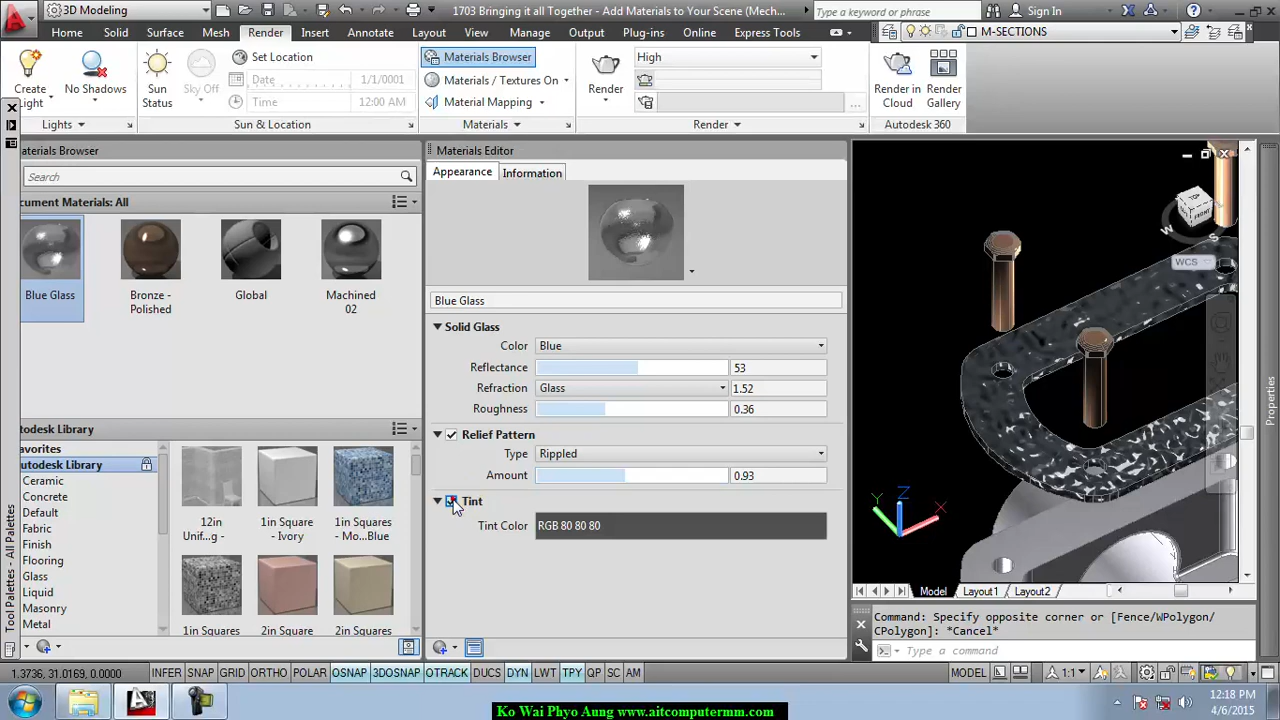 3D Modeling
1703 Bringing it all Together - Add Materials to Your Scene (Mech...
Type a keyword or phrase
Sign In
Home Solid Surface Render Insert Annotate Layout View Manage Output Plug-ins Online Express Tools
M-SECTIONS
Create Light
No Shadows
Sun Status
Sky Off
Set Location
Date 1/1/0001
Time 12:00 AM
Materials Browser
Materials / Textures On
Material Mapping
Render
High
Render in Cloud
Render Gallery
Lights
Sun & Location
Materials
Render
Autodesk 360
aterials Browser
Search
ocument Materials: All
Blue Glass
Bronze - Polished
Global
Machined 02
todesk Library
avorites
utodesk Library
Ceramic
Concrete
Default
Fabric
Finish
Flooring
Glass
Liquid
Masonry
Metal
12in Unif...g -
1in Square - Ivory
1in Square - Mo...Blue
1in Squares
2in Square
2in Squares
Tool Palettes - All Palettes
Materials Editor
Appearance Information
Blue Glass
Solid Glass
Color Blue
Reflectance 53
Refraction Glass 1.52
Roughness 0.36
Relief Pattern
Type Rippled
Amount 0.93
Tint
Tint Color RGB 80 80 80
FRONT
W S
WCS
Z
Y X
Properties
Model Layout1 Layout2
Command: Specify opposite corner or [Fence/WPolygon/
CPolygon]: *Cancel*
Type a command
1.3736, 31.0169, 0.0000
INFER SNAP GRID ORTHO POLAR OSNAP 3DOSNAP OTRACK DUCS DYN LWT TPY QP SC AM
MODEL
1:1
12:18 PM
4/6/2015
Ko Wai Phyo Aung www.aitcomputermm.com